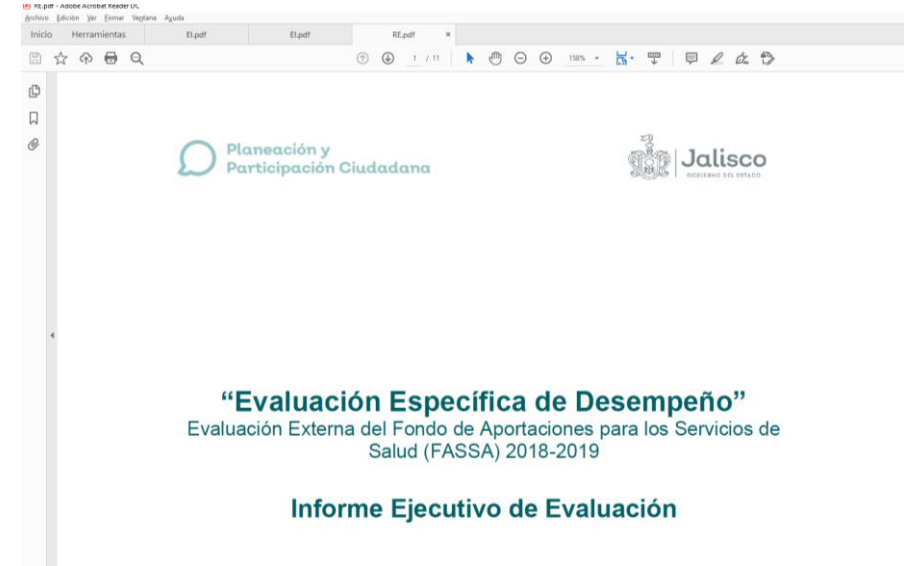 RE.pdf - Adobe Acrobat Reader DC
Archivo Edición Ver Firmar Ventana Ayuda
Inicio Herramientas EI.pdf EI.pdf RE.pdf ×
1 / 11 150%
Planeación y
Participación Ciudadana
Jalisco
GOBIERNO DEL ESTADO
“Evaluación Específica de Desempeño”
Evaluación Externa del Fondo de Aportaciones para los Servicios de
Salud (FASSA) 2018-2019
Informe Ejecutivo de Evaluación